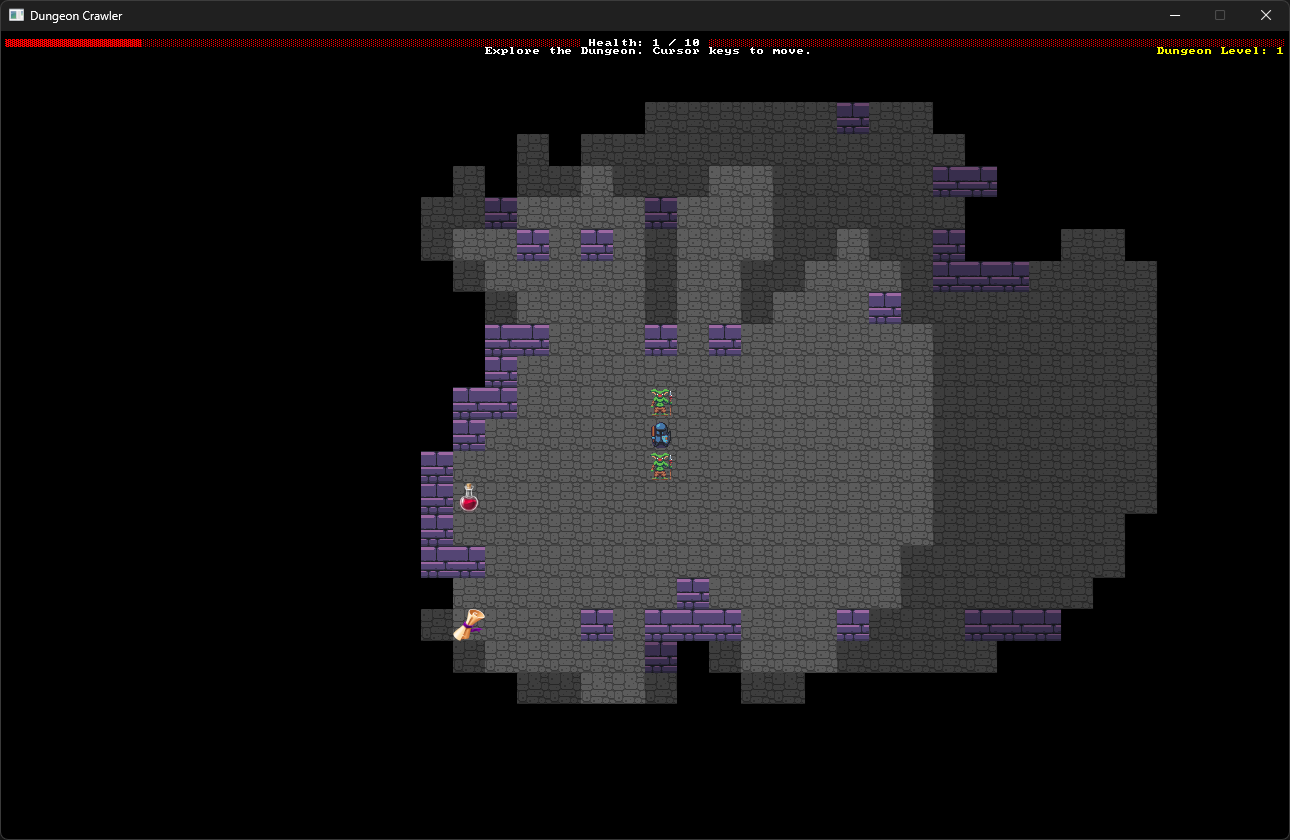 Dungeon Crawler
Health: 1 / 10
Explore the Dungeon. Cursor keys to move.
Dungeon Level: 1